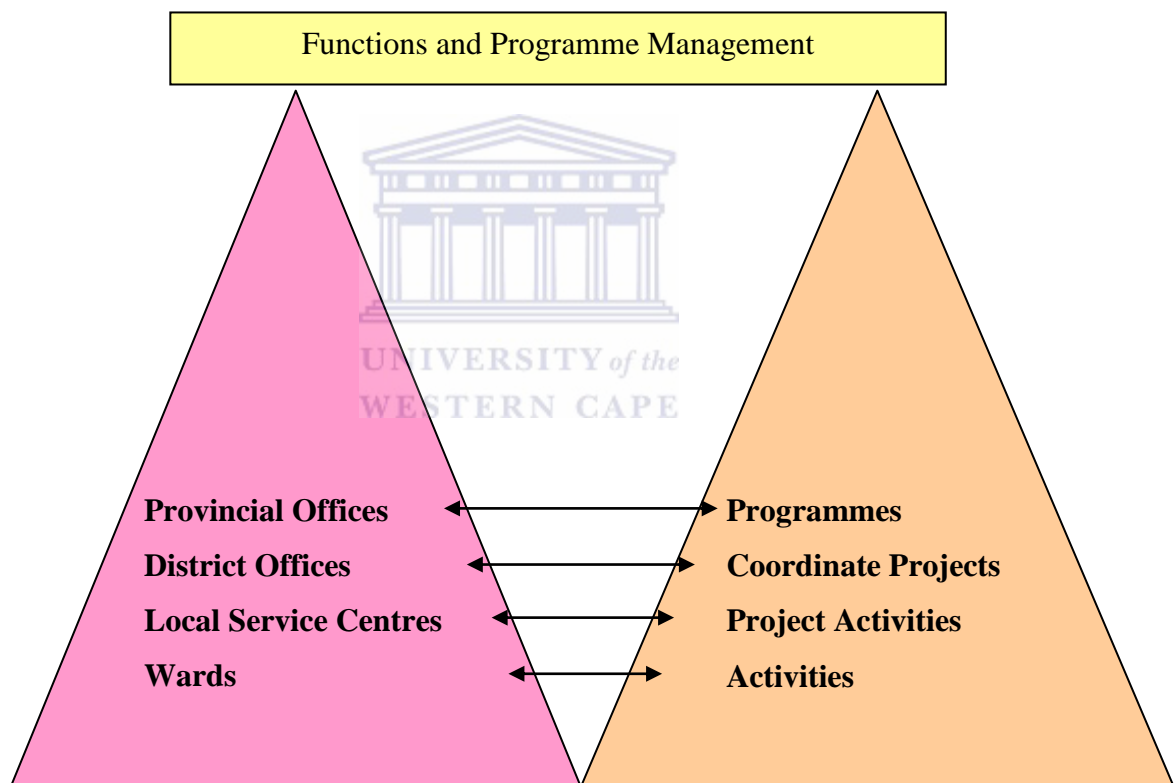 Functions and Programme Management
UNIVERSITY of the
WESTERN CAPE
Provincial Offices
Programmes
District Offices
Coordinate Projects
Local Service Centres
Project Activities
Wards
Activities